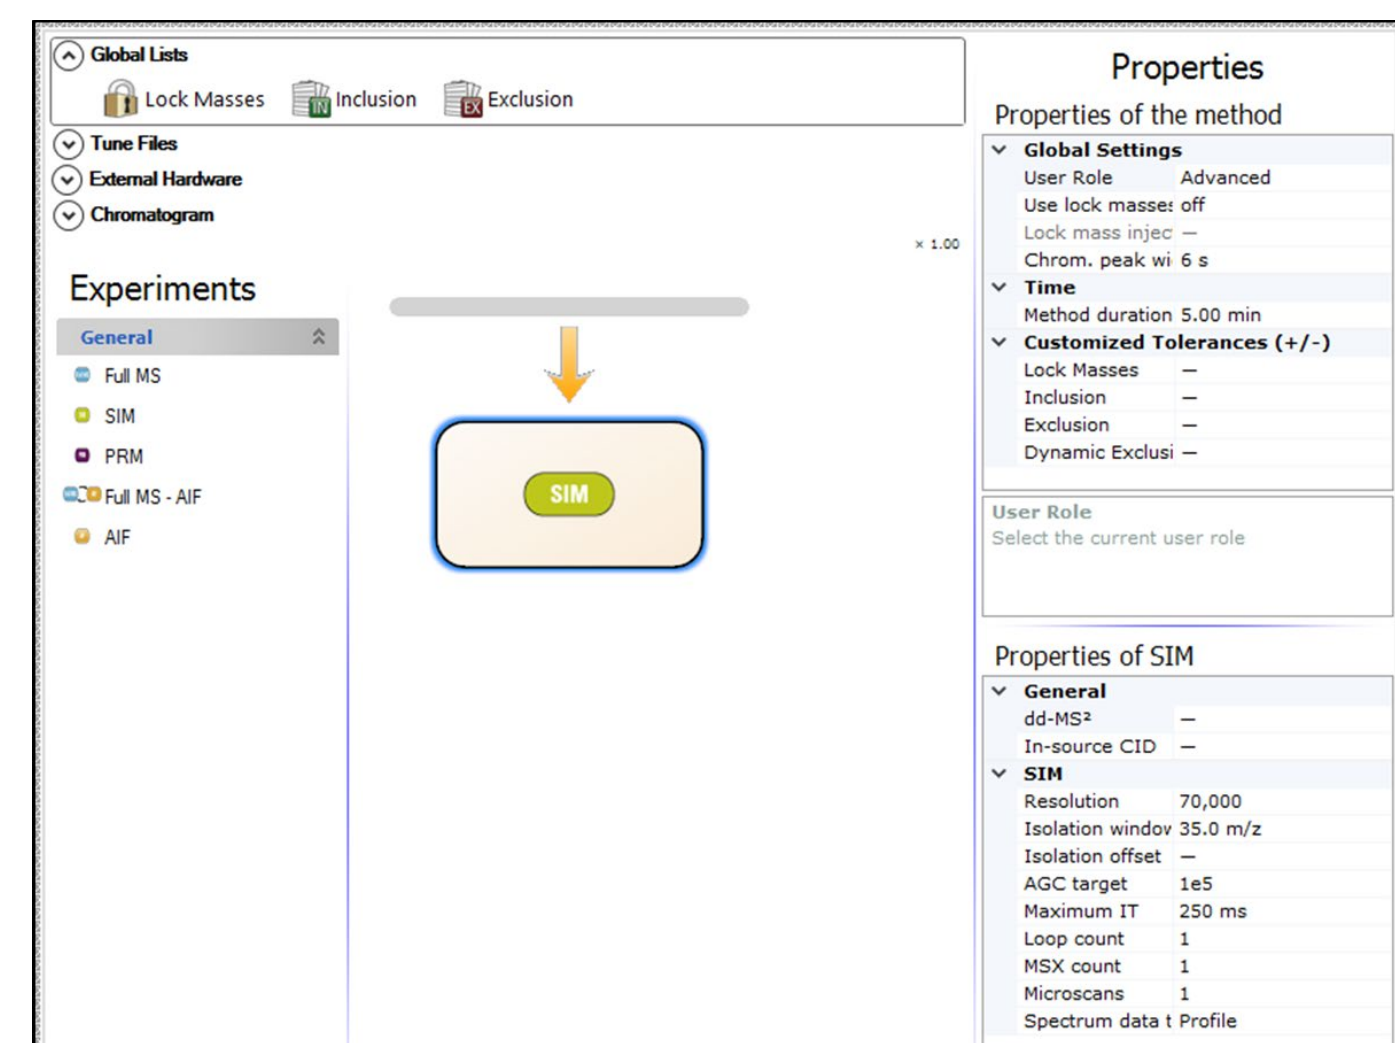 Global Lists
Lock Masses Inclusion Exclusion
Tune Files
External Hardware
Chromatogram
× 1.00
Experiments
General
Full MS
SIM
PRM
Full MS - AIF
AIF
SIM
Properties
Properties of the method
Global Settings
User Role Advanced
Use lock masses off
Lock mass injec —
Chrom. peak wi 6 s
Time
Method duration 5.00 min
Customized Tolerances (+/-)
Lock Masses —
Inclusion —
Exclusion —
Dynamic Exclusi —
User Role
Select the current user role
Properties of SIM
General
dd-MS² —
In-source CID —
SIM
Resolution 70,000
Isolation window 35.0 m/z
Isolation offset —
AGC target 1e5
Maximum IT 250 ms
Loop count 1
MSX count 1
Microscans 1
Spectrum data t Profile